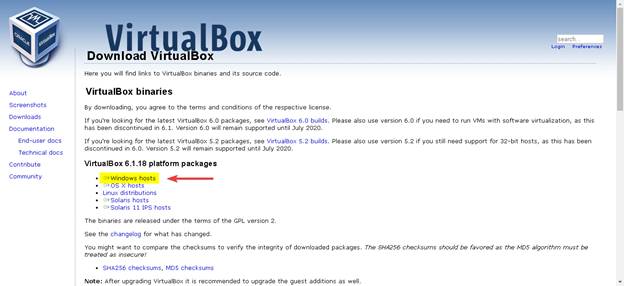 VirtualBox
search...
Login Preferences
Download VirtualBox
Here you will find links to VirtualBox binaries and its source code.
VirtualBox binaries
About
Screenshots
Downloads
Documentation
End-user docs
Technical docs
Contribute
Community
By downloading, you agree to the terms and conditions of the respective license.
If you're looking for the latest VirtualBox 6.0 packages, see VirtualBox 6.0 builds. Please also use version 6.0 if you need to run VMs with software virtualization, as this
has been discontinued in 6.1. Version 6.0 will remain supported until July 2020.
If you're looking for the latest VirtualBox 5.2 packages, see VirtualBox 5.2 builds. Please also use version 5.2 if you still need support for 32-bit hosts, as this has been
discontinued in 6.0. Version 5.2 will remain supported until July 2020.
VirtualBox 6.1.18 platform packages
Windows hosts
OS X hosts
Linux distributions
Solaris hosts
Solaris 11 IPS hosts
The binaries are released under the terms of the GPL version 2.
See the changelog for what has changed.
You might want to compare the checksums to verify the integrity of downloaded packages. The SHA256 checksums should be favored as the MD5 algorithm must be
treated as insecure!
SHA256 checksums, MD5 checksums
Note: After upgrading VirtualBox it is recommended to upgrade the guest additions as well.